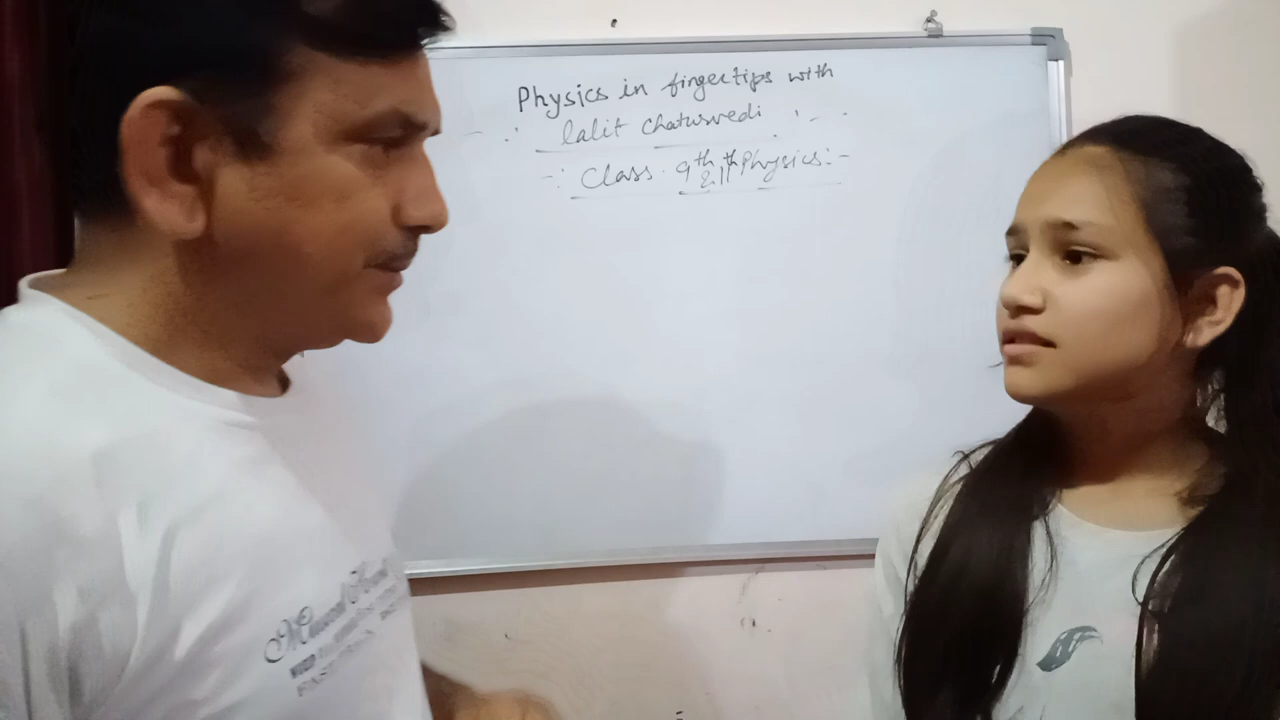 Physics in fingertips with
lalit chaturvedi
Class. 9th & 11th Physics:-